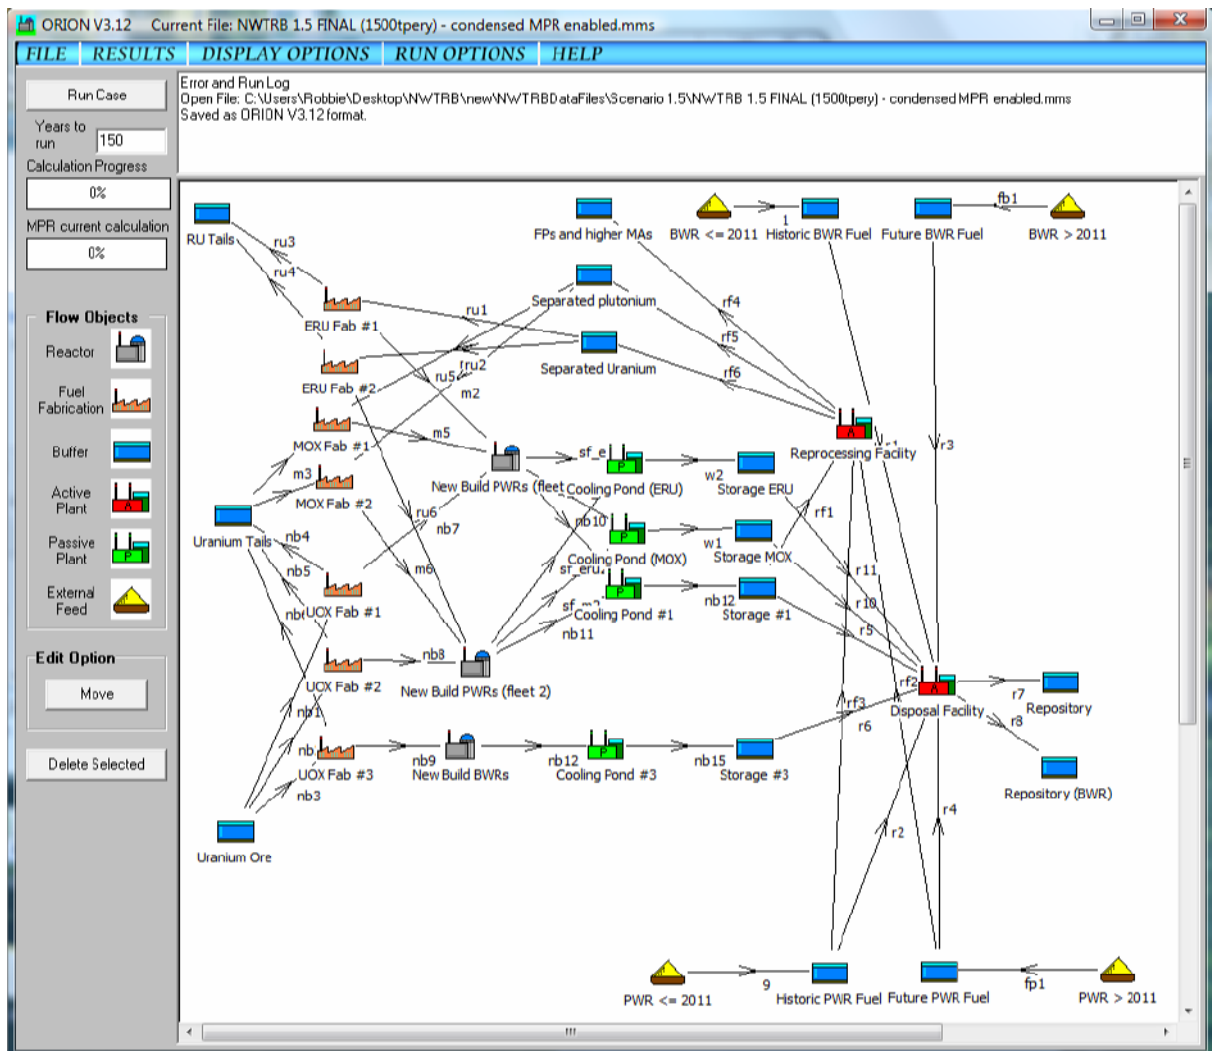 ORION V3.12 Current File: NWTRB 1.5 FINAL (1500tpery) - condensed MPR enabled.mms
FILE RESULTS DISPLAY OPTIONS RUN OPTIONS HELP
Run Case
Years to run 150
Calculation Progress
0%
MPR current calculation
0%
Flow Objects
Reactor
Fuel Fabrication
Buffer
Active Plant
Passive Plant
External Feed
Edit Option
Move
Delete Selected
Error and Run Log
Open File: C:\Users\Robbie\Desktop\NWTRB\new\NWTRBDataFiles\Scenario 1.5\NWTRB 1.5 FINAL (1500tpery) - condensed MPR enabled.mms
Saved as ORION V3.12 format.
RU Tails
FPs and higher MAs
BWR <= 2011
1
Historic BWR Fuel
Future BWR Fuel
fb1
BWR > 2011
ru3
ru4
Separated plutonium
ERU Fab #1
ru1
rf4
rf5
rf6
Separated Uranium
ERU Fab #2
ru5
ru2
m2
MOX Fab #1
m5
Reprocessing Facility
r3
m3
MOX Fab #2
New Build PWRs (fleet
sf_e
Cooling Pond (ERU)
w2
Storage ERU
rf1
Uranium Tails
nb4
ru6
nb7
nb10
Cooling Pond (MOX)
w1
Storage MOX
nb5
m6
r11
UOX Fab #1
sf_eru
Cooling Pond #1
nb12
Storage #1
r10
r5
nb11
UOX Fab #2
nb8
New Build PWRs (fleet 2)
rf2
Disposal Facility
r7
Repository
nb1
rf3
r6
r8
nb
UOX Fab #3
nb9
New Build BWRs
nb12
Cooling Pond #3
nb15
Storage #3
Repository (BWR)
nb3
Uranium Ore
r4
r2
PWR <= 2011
9
Historic PWR Fuel
Future PWR Fuel
fp1
PWR > 2011